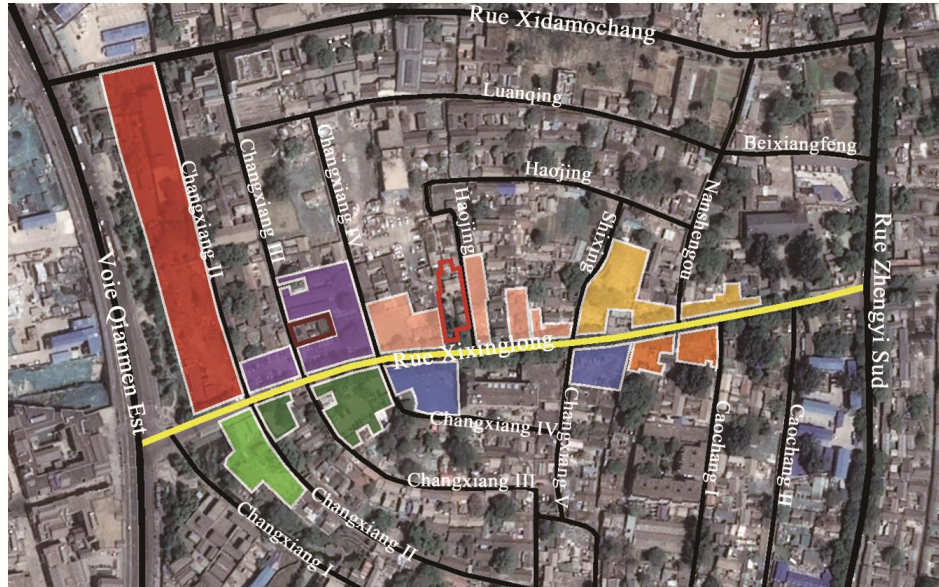 Rue Xidamochang
Luanqing
Beixiangfeng
Haojing
Changxiang II
Changxiang III
Changxiang IV
Haojing
Shixing
Nanshengou
Voie Qianmen Est
Rue Zhengyi Sud
Rue Xixinglong
Changxiang IV
Changxiang V
Caochang I
Caochang II
Changxiang III
Changxiang II
Changxiang I